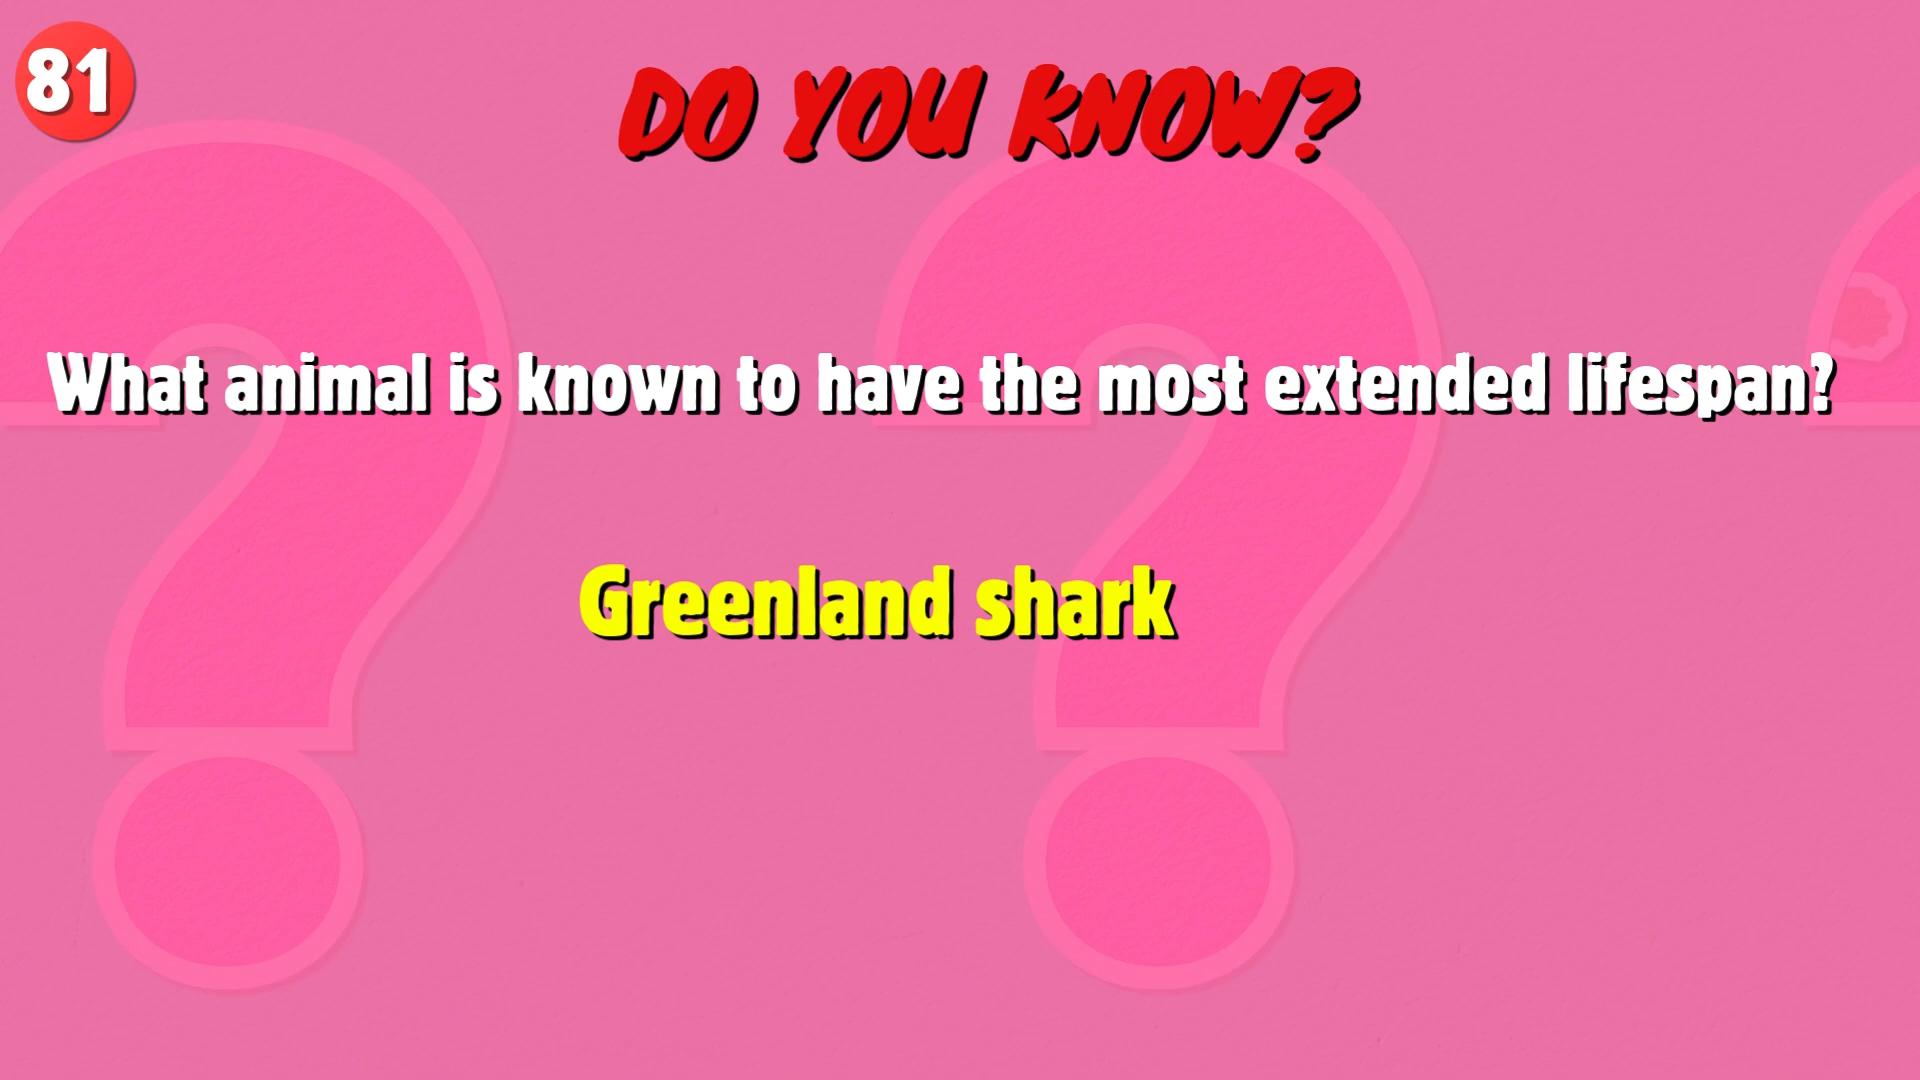 81
DO YOU KNOW?
What animal is known to have the most extended lifespan?
Greenland shark